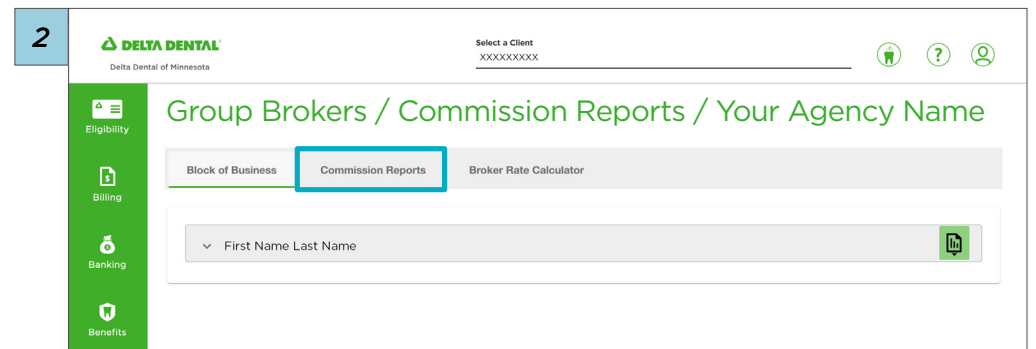 2
DELTA DENTAL®
Delta Dental of Minnesota
Select a Client
XXXXXXXXX
?
Group Brokers / Commission Reports / Your Agency Name
Eligibility
Block of Business Commission Reports Broker Rate Calculator
$
Billing
First Name Last Name
Banking
Benefits